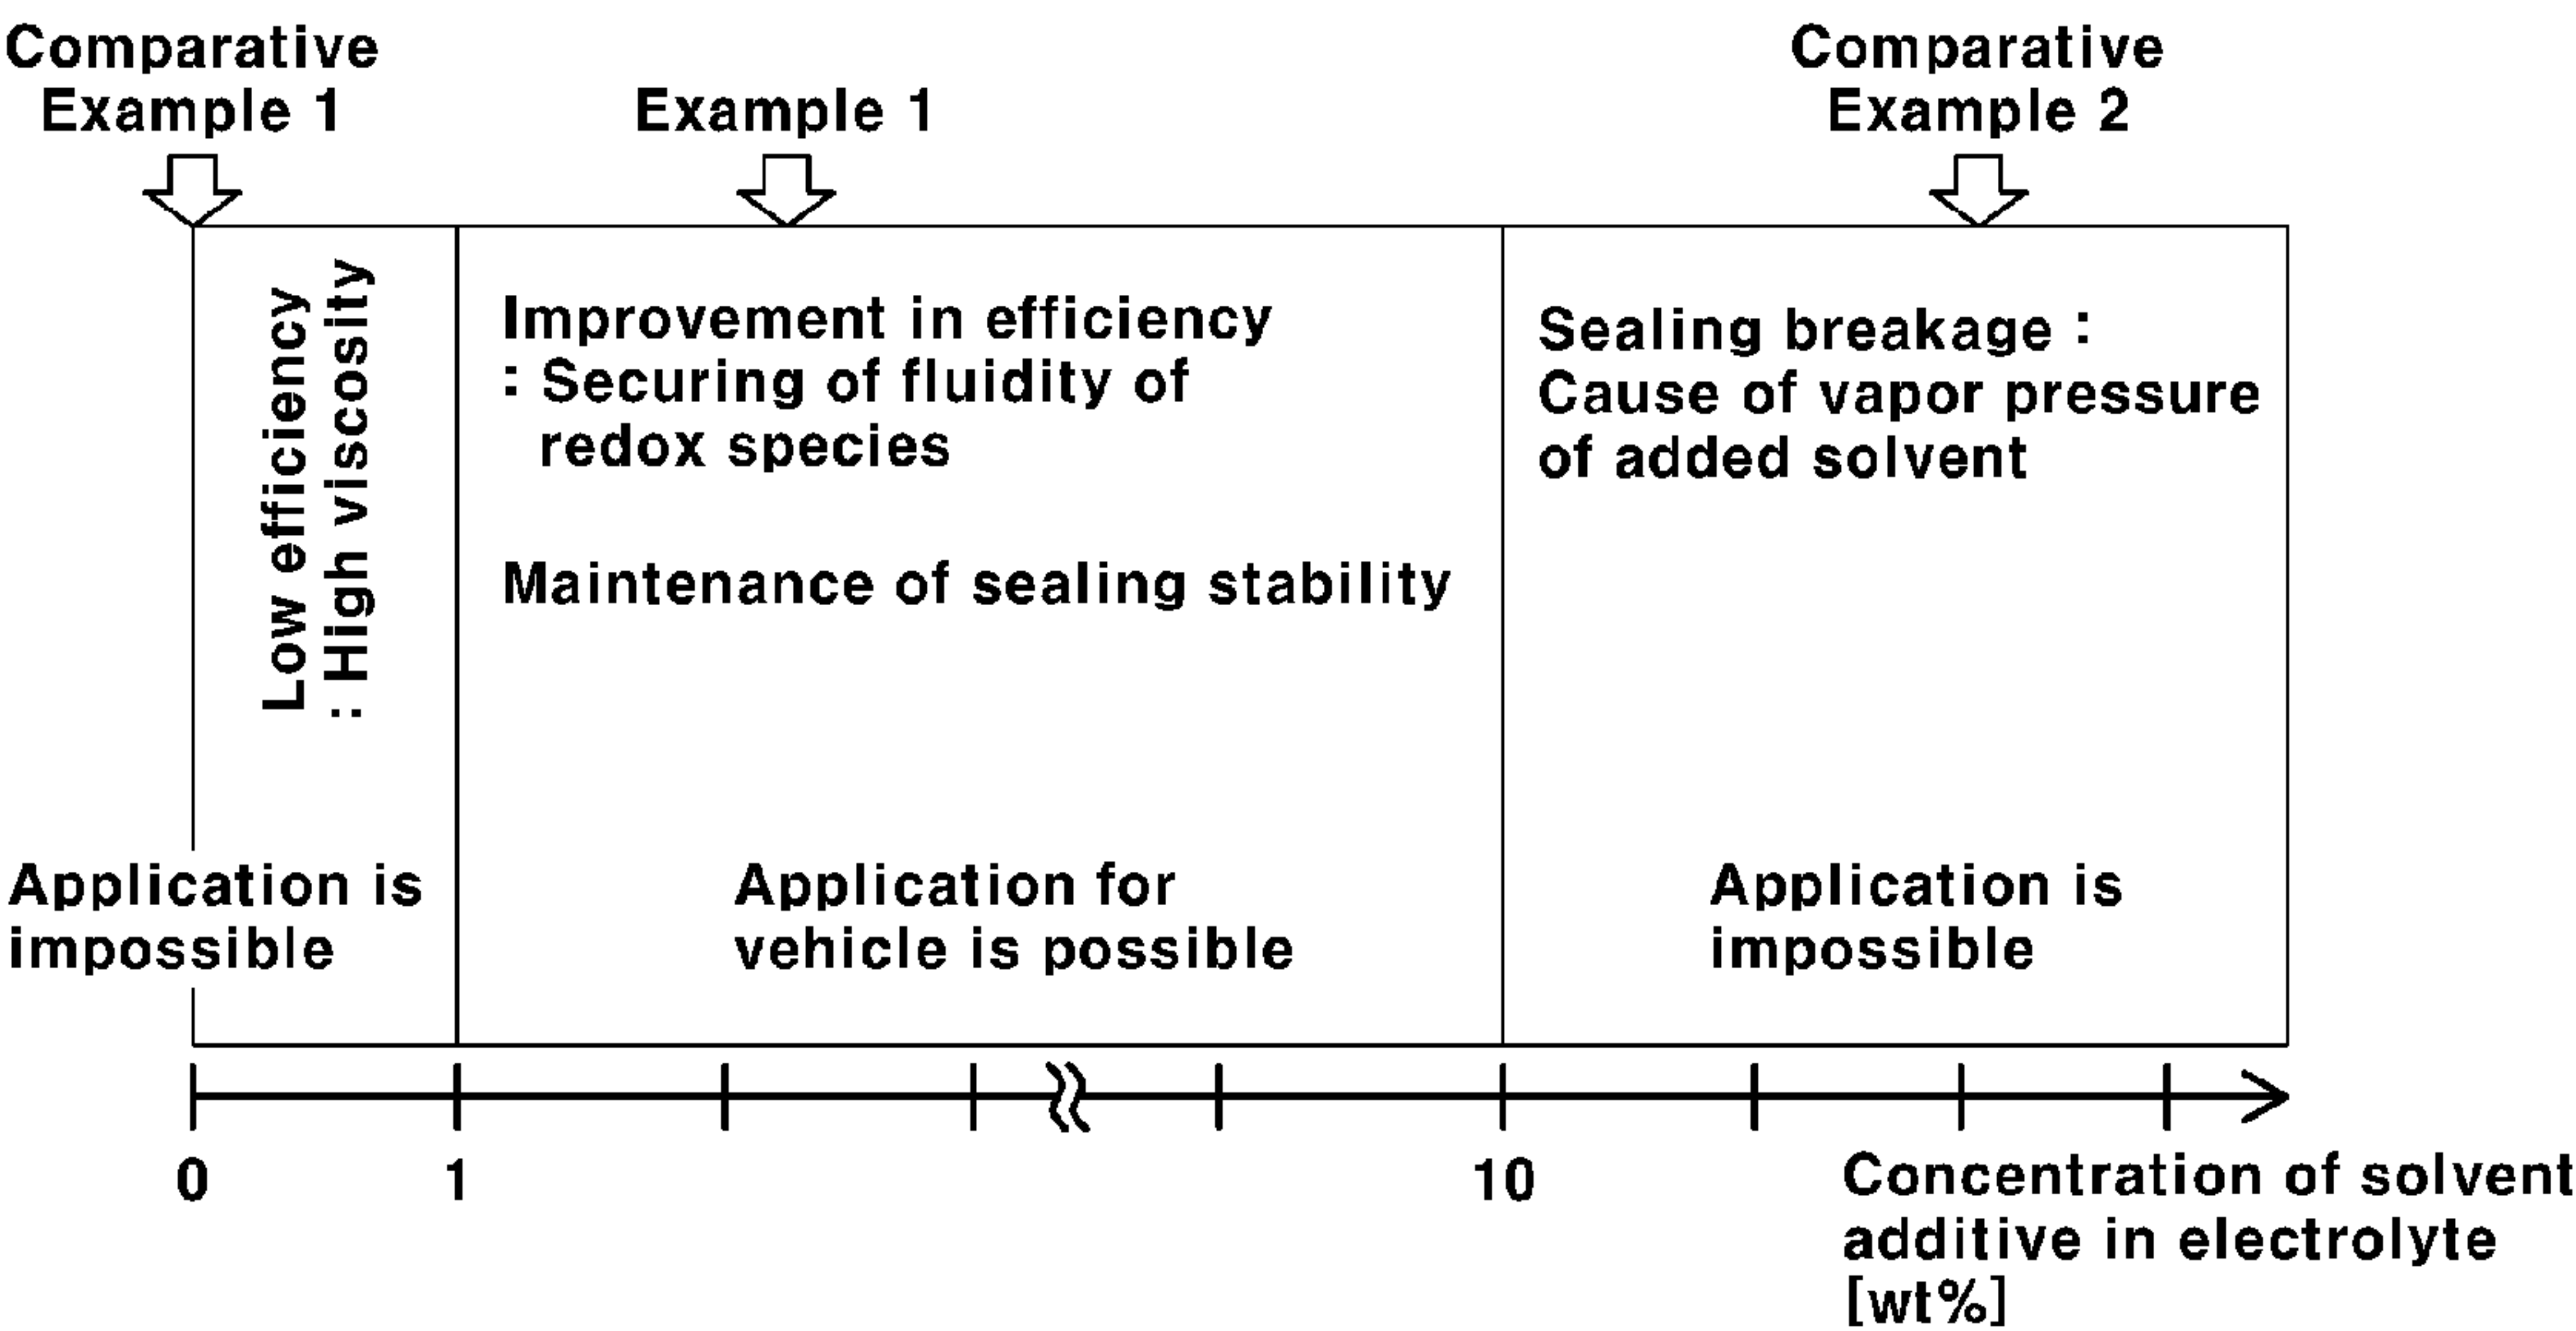 Comparative
Example 1
Example 1
Comparative
Example 2
Low efficiency
: High viscosity
Improvement in efficiency
: Securing of fluidity of
redox species
Maintenance of sealing stability
Sealing breakage :
Cause of vapor pressure
of added solvent
Application is
impossible
Application for
vehicle is possible
Application is
impossible
0
1
10
Concentration of solvent
additive in electrolyte
[wt%]